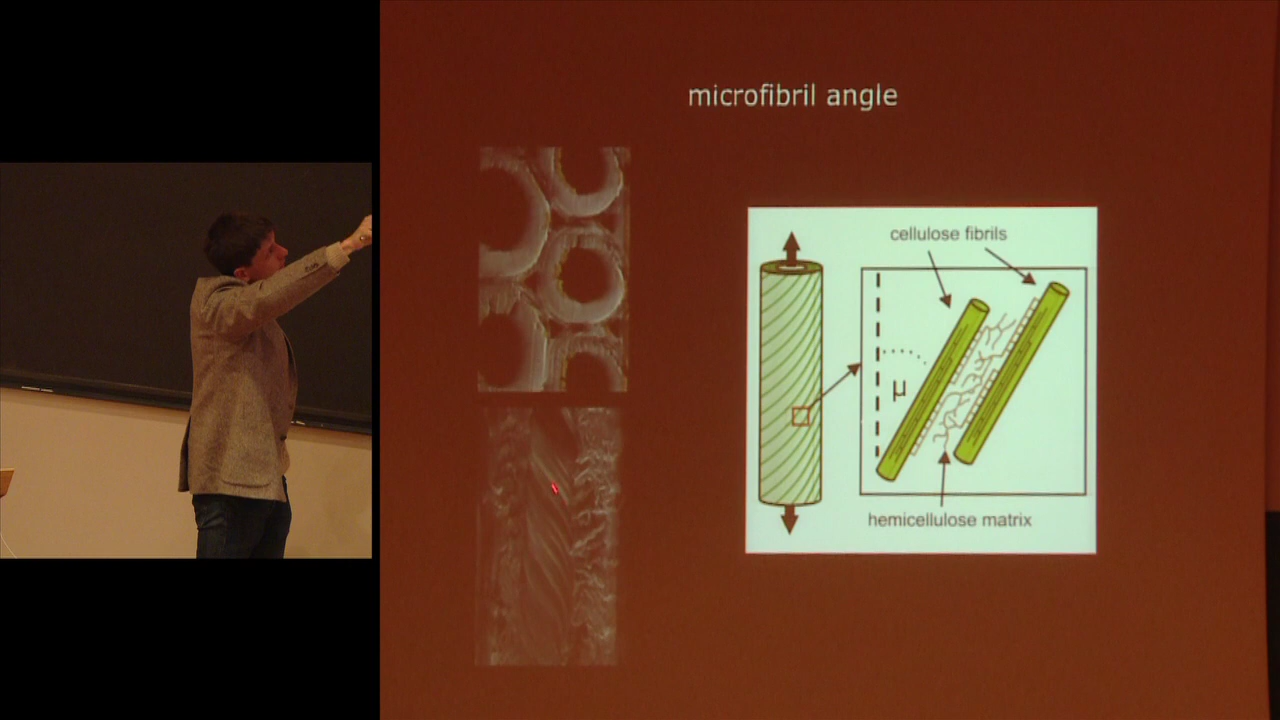 microfibril angle
cellulose fibrils
μ
hemicellulose matrix